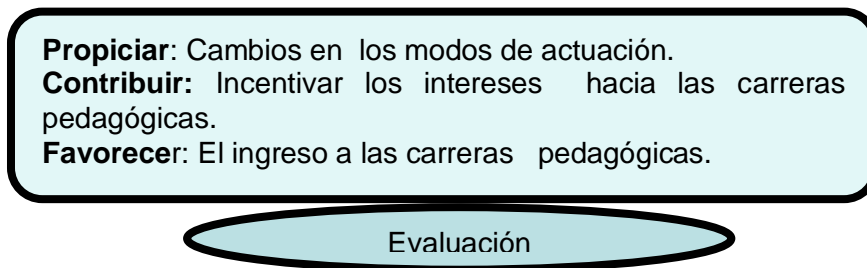 Propiciar: Cambios en los modos de actuación.
Contribuir: Incentivar los intereses hacia las carreras
pedagógicas.
Favorecer: El ingreso a las carreras pedagógicas.
Evaluación